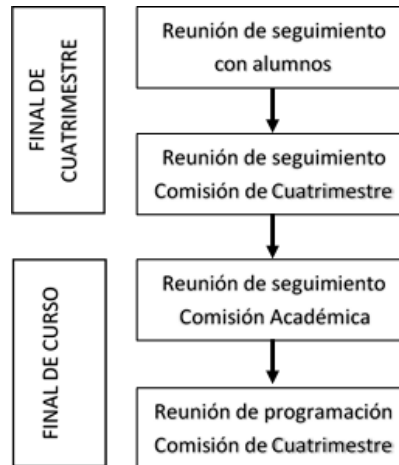 FINAL DE
CUATRIMESTRE
Reunión de seguimiento
con alumnos
Reunión de seguimiento
Comisión de Cuatrimestre
FINAL DE CURSO
Reunión de seguimiento
Comisión Académica
Reunión de programación
Comisión de Cuatrimestre